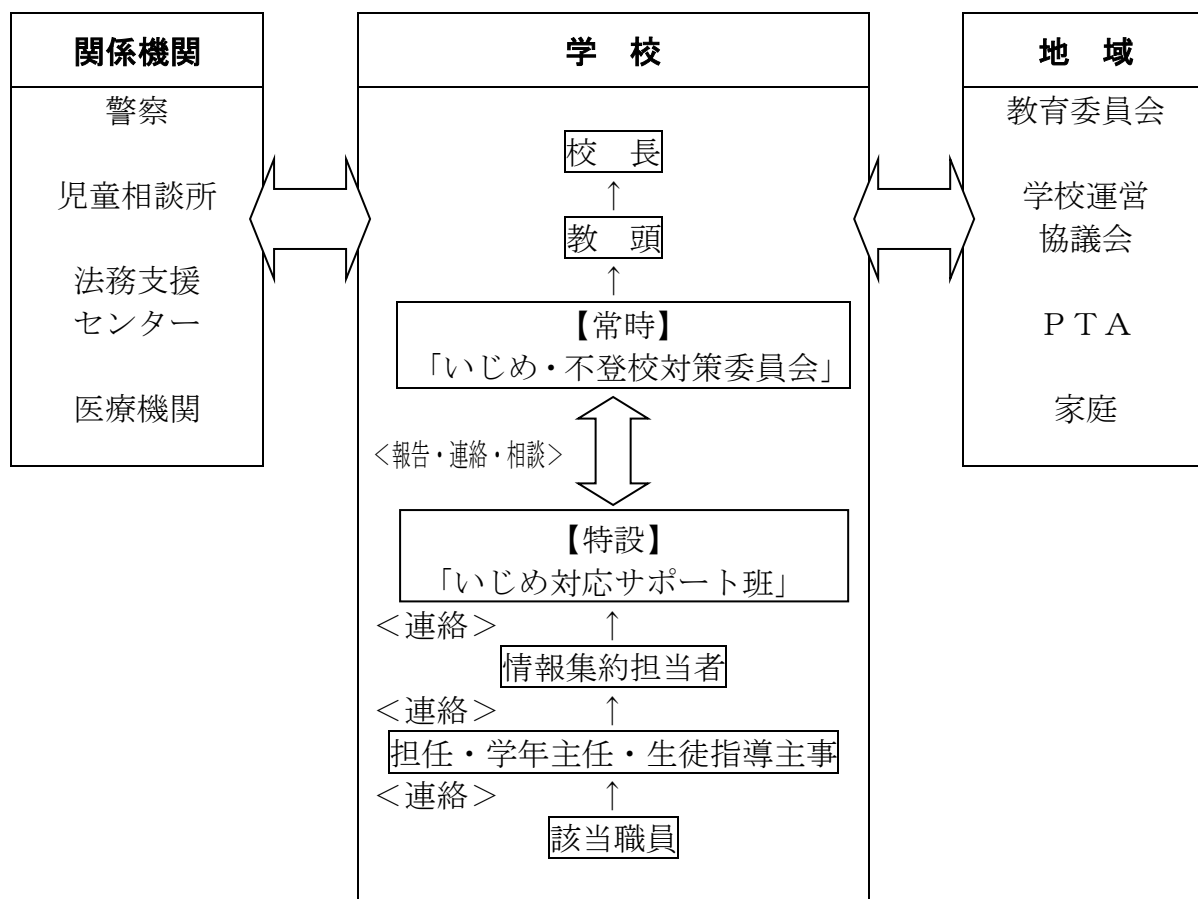 関係機関
警察
児童相談所
法務支援
センター
医療機関
学　校
校　長
↑
教　頭
↑
【常時】
「いじめ・不登校対策委員会」
＜報告・連絡・相談＞
【特設】
「いじめ対応サポート班」
＜連絡＞　↑
情報集約担当者
＜連絡＞　↑
担任・学年主任・生徒指導主事
＜連絡＞　↑
該当職員
地　域
教育委員会
学校運営
協議会
ＰＴＡ
家庭